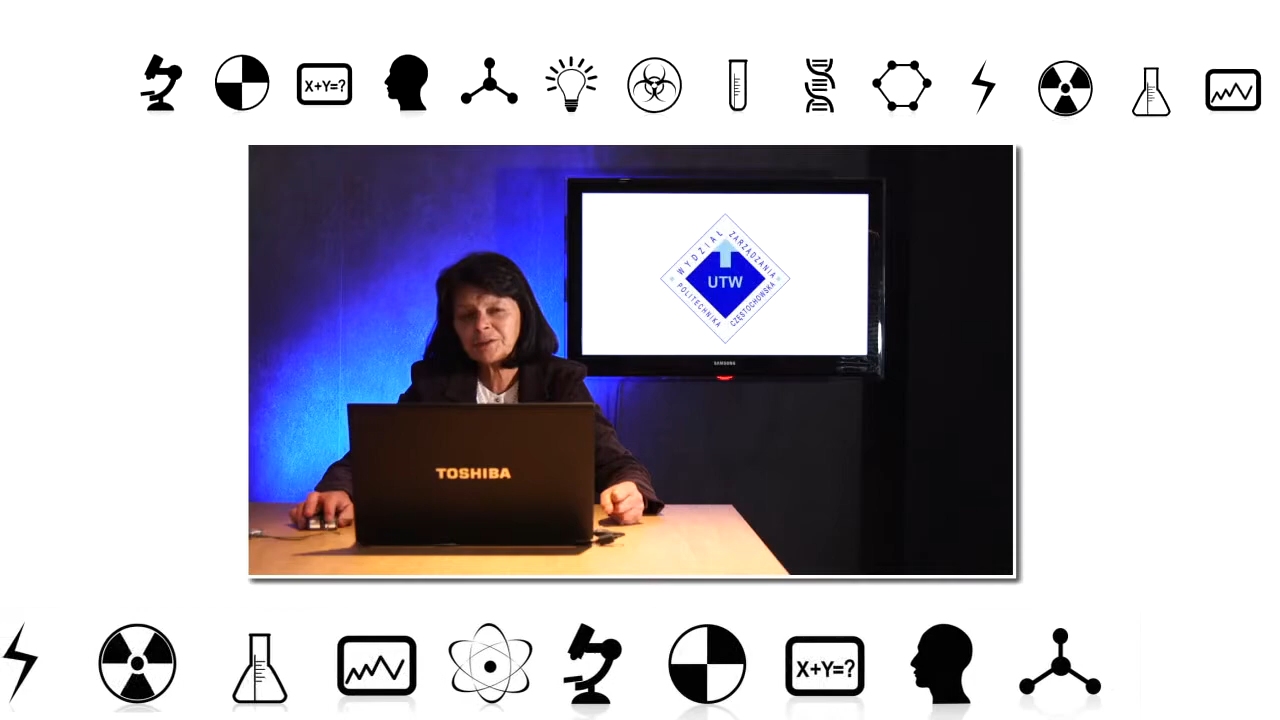 X+Y=?
WYDZIAŁ ZARZĄDZANIA
UTW
POLITECHNIKA CZĘSTOCHOWSKA
SAMSUNG
TOSHIBA
X+Y=?